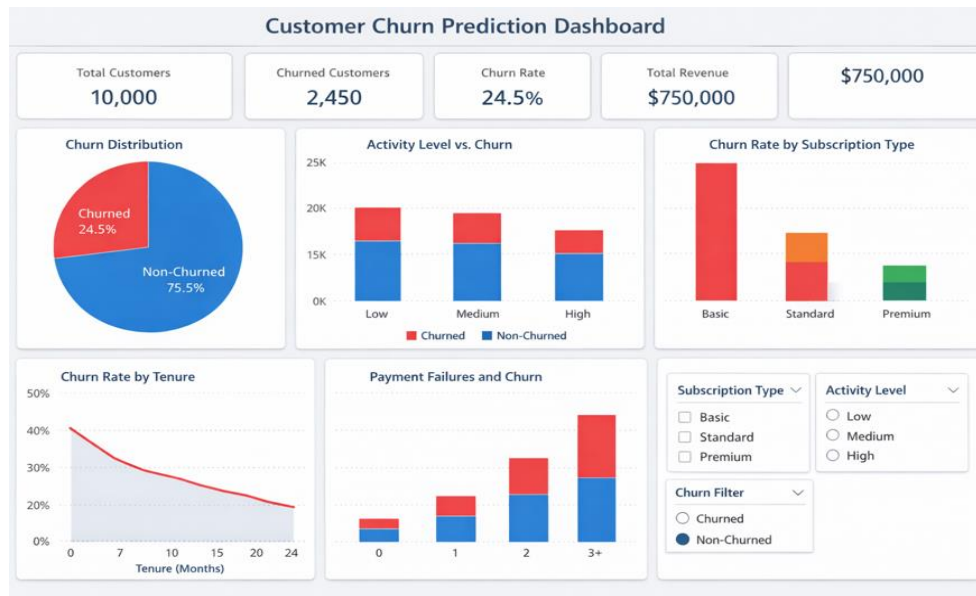 Customer Churn Prediction Dashboard
Total Customers
10,000
Churned Customers
2,450
Churn Rate
24.5%
Total Revenue
$750,000
$750,000
Churn Distribution
Churned
24.5%
Non-Churned
75.5%
Activity Level vs. Churn
25K
20K
15K
0K
Low Medium High
Churned Non-Churned
Churn Rate by Subscription Type
Basic Standard Premium
Churn Rate by Tenure
50%
40%
30%
20%
0%
0 7 10 15 20 24
Tenure (Months)
Payment Failures and Churn
0 1 2 3+
Subscription Type
Basic
Standard
Premium
Activity Level
Low
Medium
High
Churn Filter
Churned
Non-Churned